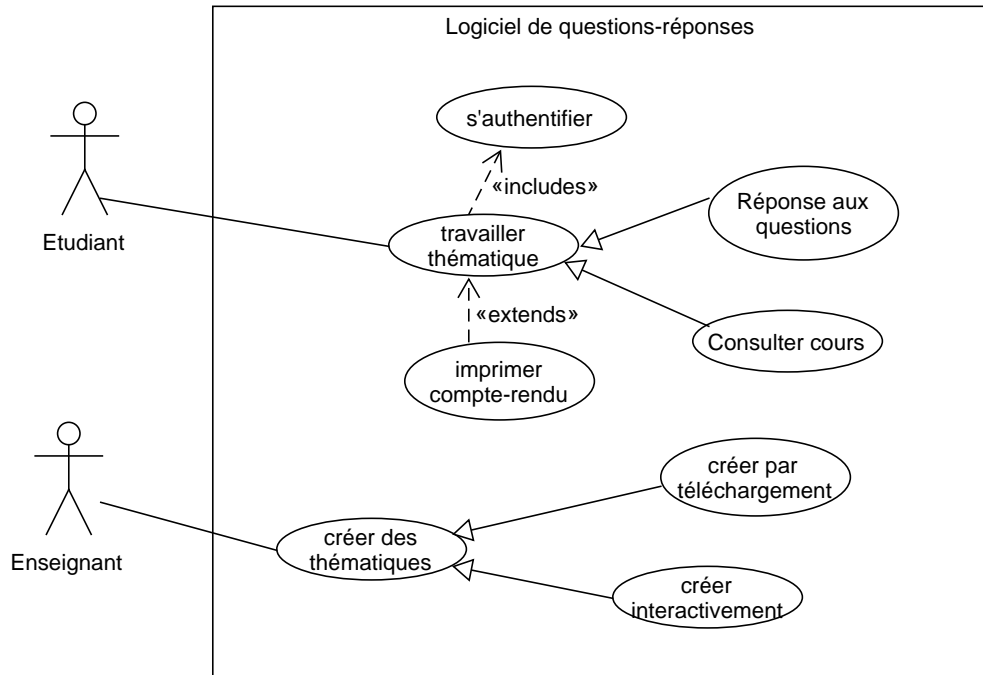 Logiciel de questions-réponses
s'authentifier
«includes»
Réponse aux
questions
travailler
thématique
Etudiant
«extends»
Consulter cours
imprimer
compte-rendu
créer par
téléchargement
créer des
thématiques
Enseignant
créer
interactivement